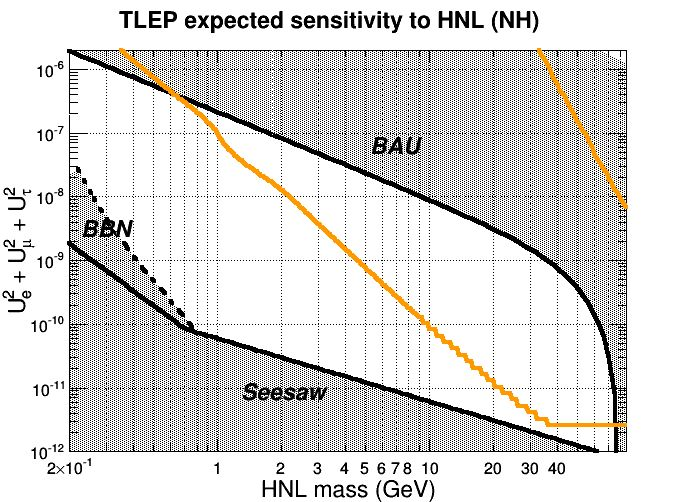 TLEP expected sensitivity to HNL (NH)
10⁻⁶
10⁻⁷
10⁻⁸
10⁻⁹
10⁻¹⁰
10⁻¹¹
10⁻¹²
U²ₑ + U²_μ + U²_τ
BAU
BBN
Seesaw
2×10⁻¹ 1 2 3 4 5 6 7 8 10 20 30 40
HNL mass (GeV)